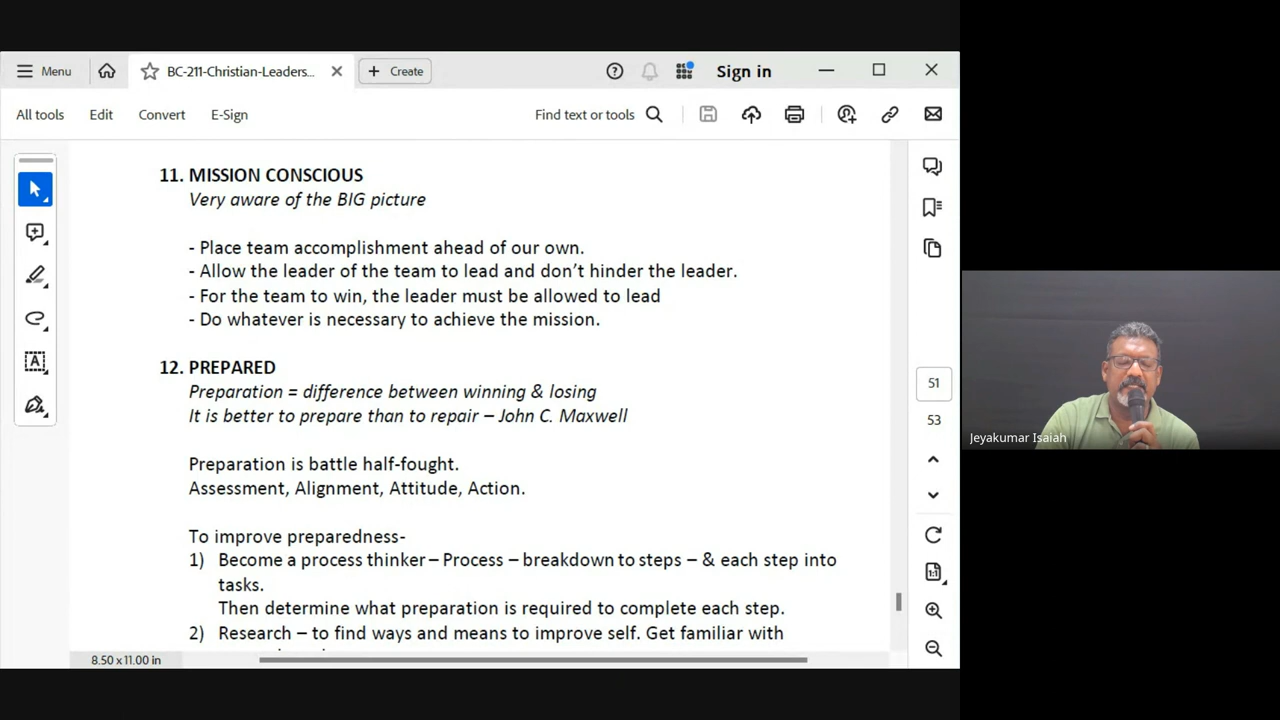 Menu
BC-211-Christian-Leaders...
Create
Sign in
All tools
Edit
Convert
E-Sign
Find text or tools
11. MISSION CONSCIOUS
Very aware of the BIG picture
- Place team accomplishment ahead of our own.
- Allow the leader of the team to lead and don't hinder the leader.
- For the team to win, the leader must be allowed to lead
- Do whatever is necessary to achieve the mission.
12. PREPARED
Preparation = difference between winning & losing
It is better to prepare than to repair – John C. Maxwell
Preparation is battle half-fought.
Assessment, Alignment, Attitude, Action.
To improve preparedness-
1) Become a process thinker – Process – breakdown to steps – & each step into
tasks.
Then determine what preparation is required to complete each step.
2) Research – to find ways and means to improve self. Get familiar with
8.50 x 11.00 in
51
53
1:1
Jeyakumar Isaiah